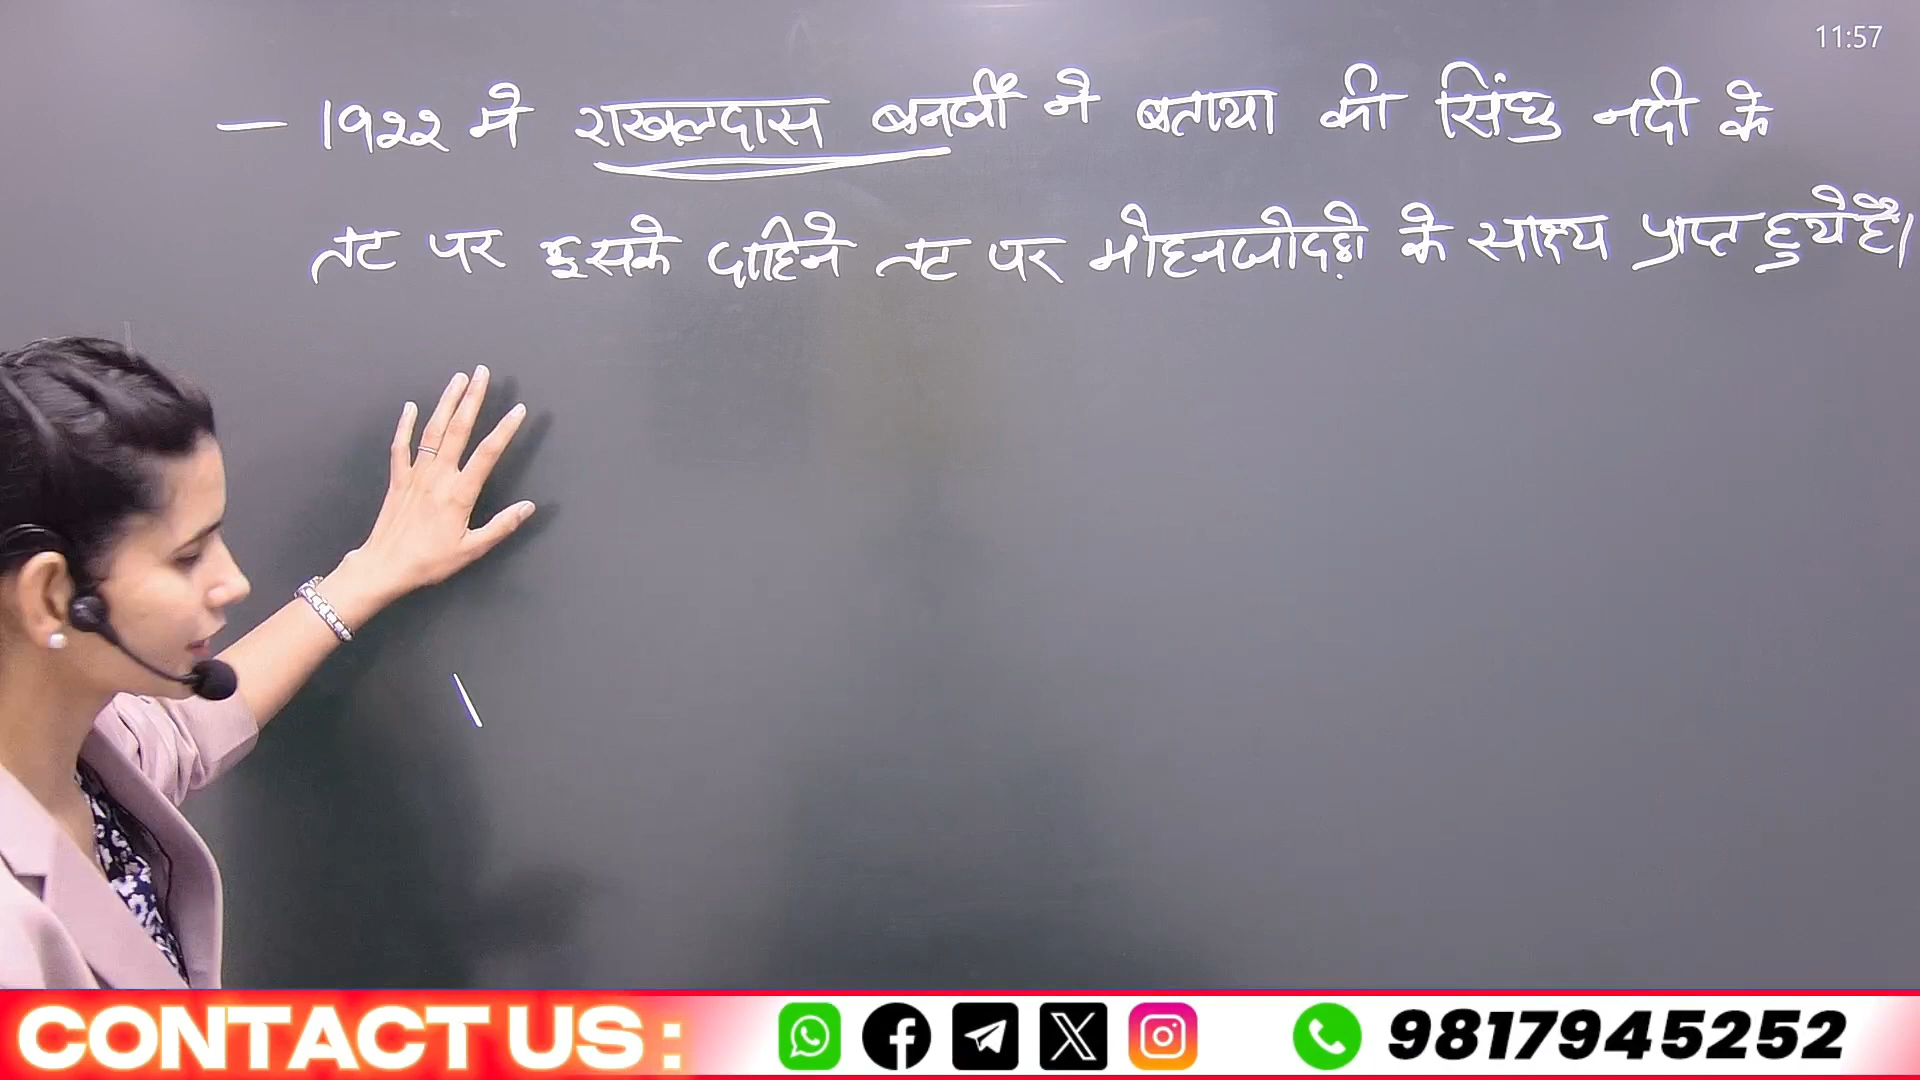 11:57
– 1922 मे राखलदास बनर्जी ने बताया की सिंधु नदी के
तट पर इसके दाहिने तट पर मोहनजोदड़ो के साक्ष्य प्राप्त हुये है।
CONTACT US :
9817945252